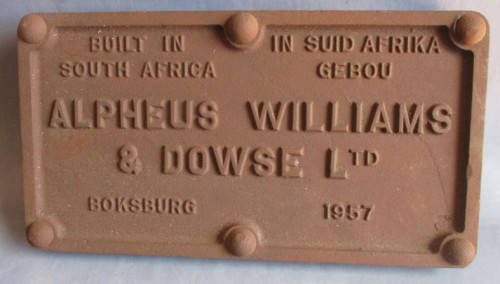 BUILT IN
SOUTH AFRICA
IN SUID AFRIKA
GEBOU
ALPHEUS WILLIAMS
& DOWSE LTD
BOKSBURG
1957